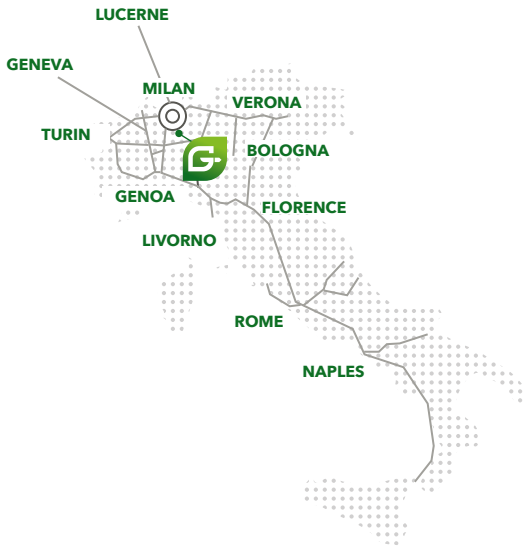 LUCERNE
GENEVA
MILAN
VERONA
TURIN
BOLOGNA
GENOA
FLORENCE
LIVORNO
ROME
NAPLES